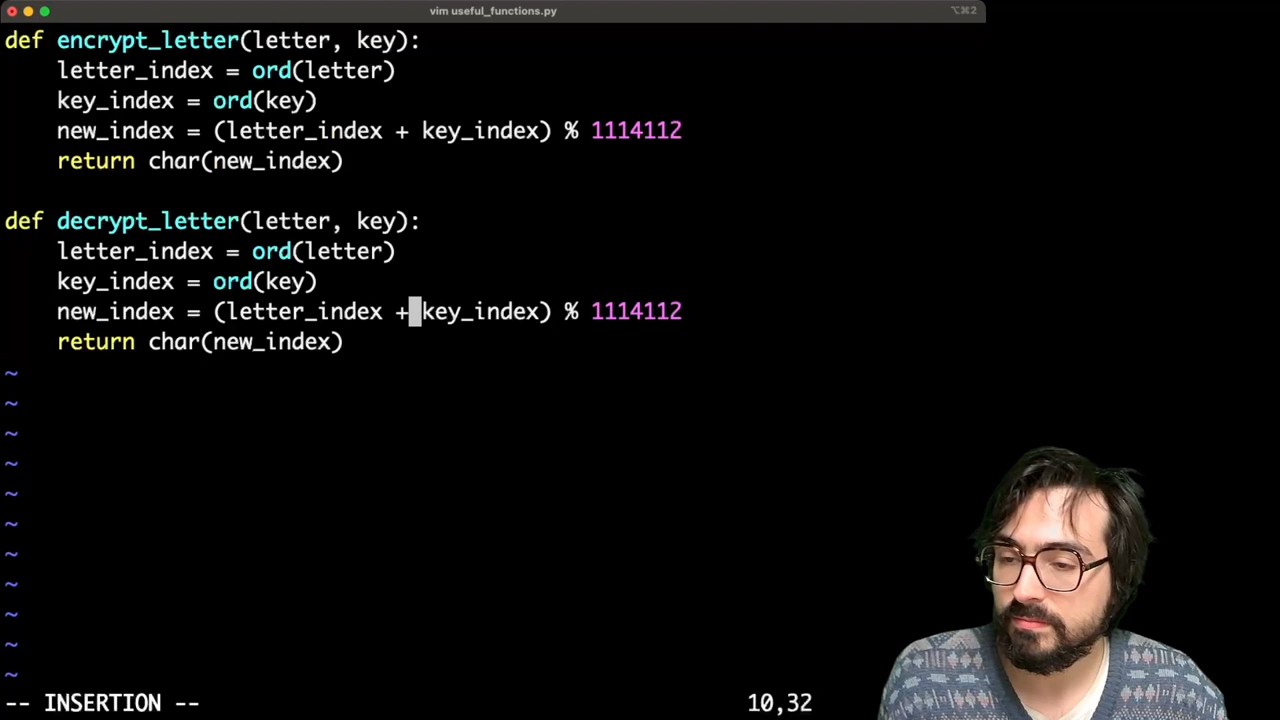 vim useful_functions.py
⌥⌘2
def encrypt_letter(letter, key):
    letter_index = ord(letter)
    key_index = ord(key)
    new_index = (letter_index + key_index) % 1114112
    return char(new_index)
def decrypt_letter(letter, key):
    letter_index = ord(letter)
    key_index = ord(key)
    new_index = (letter_index + key_index) % 1114112
    return char(new_index)
~
~
~
~
~
~
~
~
~
~
~
-- INSERTION --
10,32